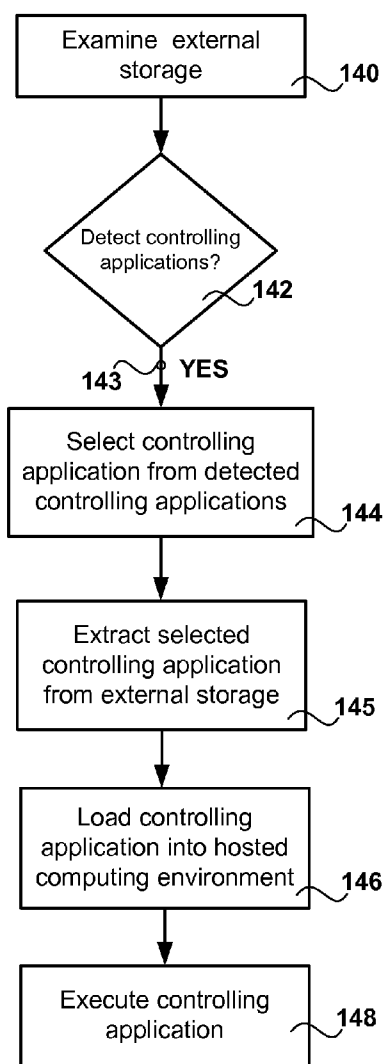 Examine external
storage
140
Detect controlling
applications?
142
143
YES
Select controlling
application from detected
controlling applications
144
Extract selected
controlling application
from external storage
145
Load controlling
application into hosted
computing environment
146
Execute controlling
application
148